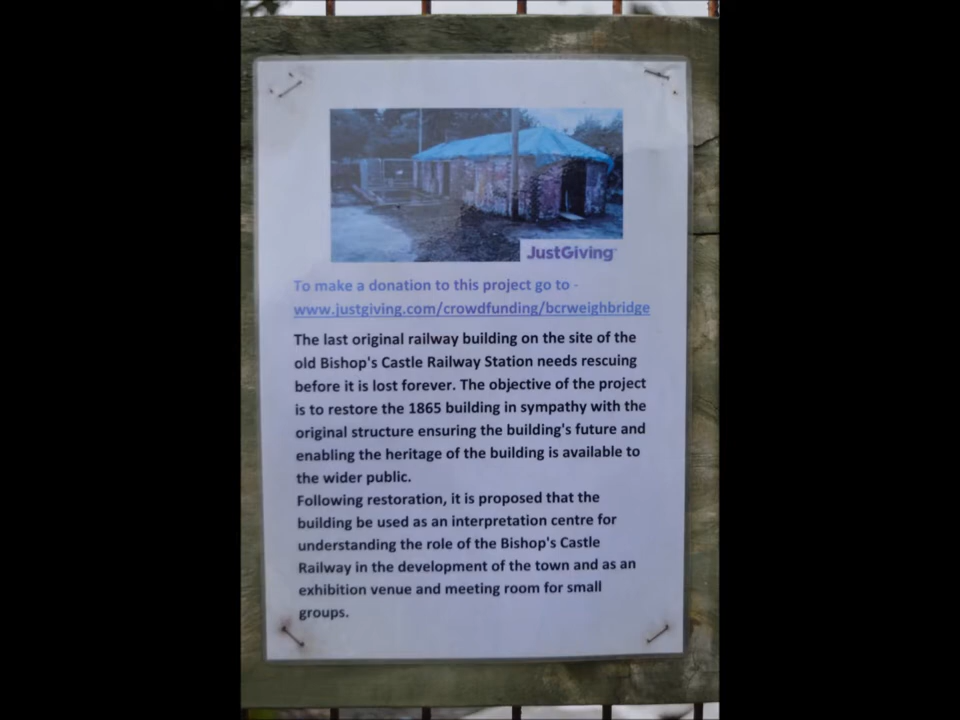 JustGiving™
To make a donation to this project go to -
www.justgiving.com/crowdfunding/bcrweighbridge
The last original railway building on the site of the
old Bishop's Castle Railway Station needs rescuing
before it is lost forever. The objective of the project
is to restore the 1865 building in sympathy with the
original structure ensuring the building's future and
enabling the heritage of the building is available to
the wider public.
Following restoration, it is proposed that the
building be used as an interpretation centre for
understanding the role of the Bishop's Castle
Railway in the development of the town and as an
exhibition venue and meeting room for small
groups.